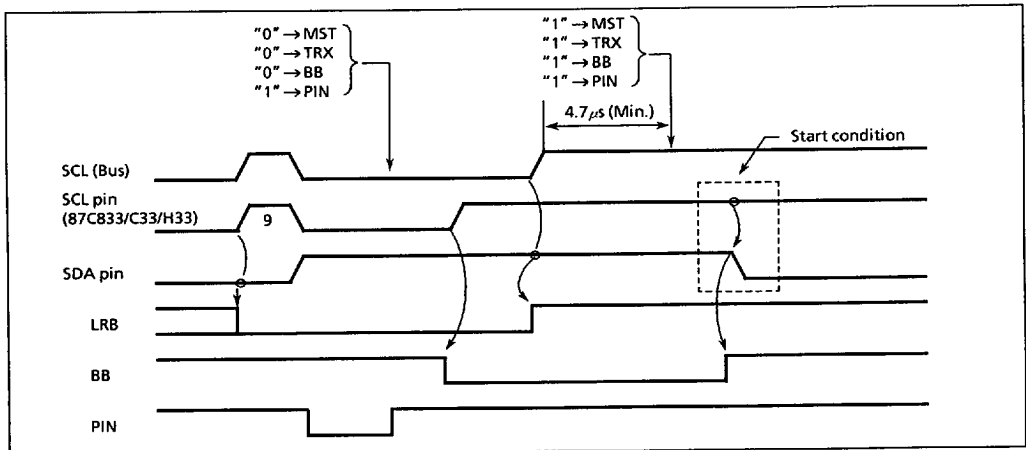 "0" → MST
"0" → TRX
"0" → BB
"1" → PIN
"1" → MST
"1" → TRX
"1" → BB
"1" → PIN
4.7μs (Min.)
Start condition
SCL (Bus)
SCL pin
(87C833/C33/H33)
9
SDA pin
LRB
BB
PIN